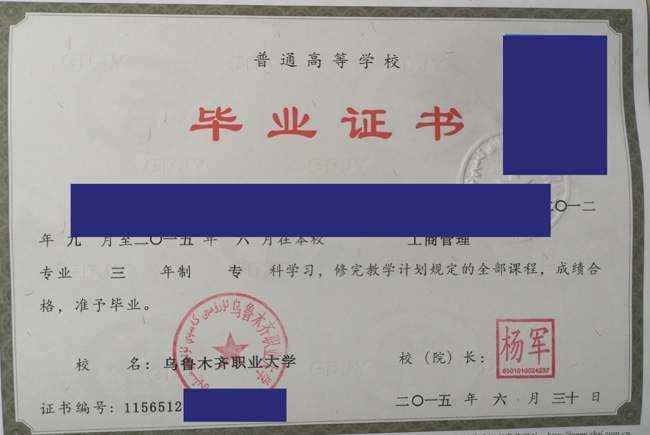 普通高等学校
毕业证书
二〇一二
年 九 月至二〇一五 年 六 月在本校 工商管理
专业 三 年制 专 科学习，修完教学计划规定的全部课程，成绩合
格，准予毕业。
校 名：乌鲁木齐职业大学
校（院）长：
杨军
6501010024237
乌鲁木齐职
证书编号：1156512
二〇一五 年 六 月 三十 日